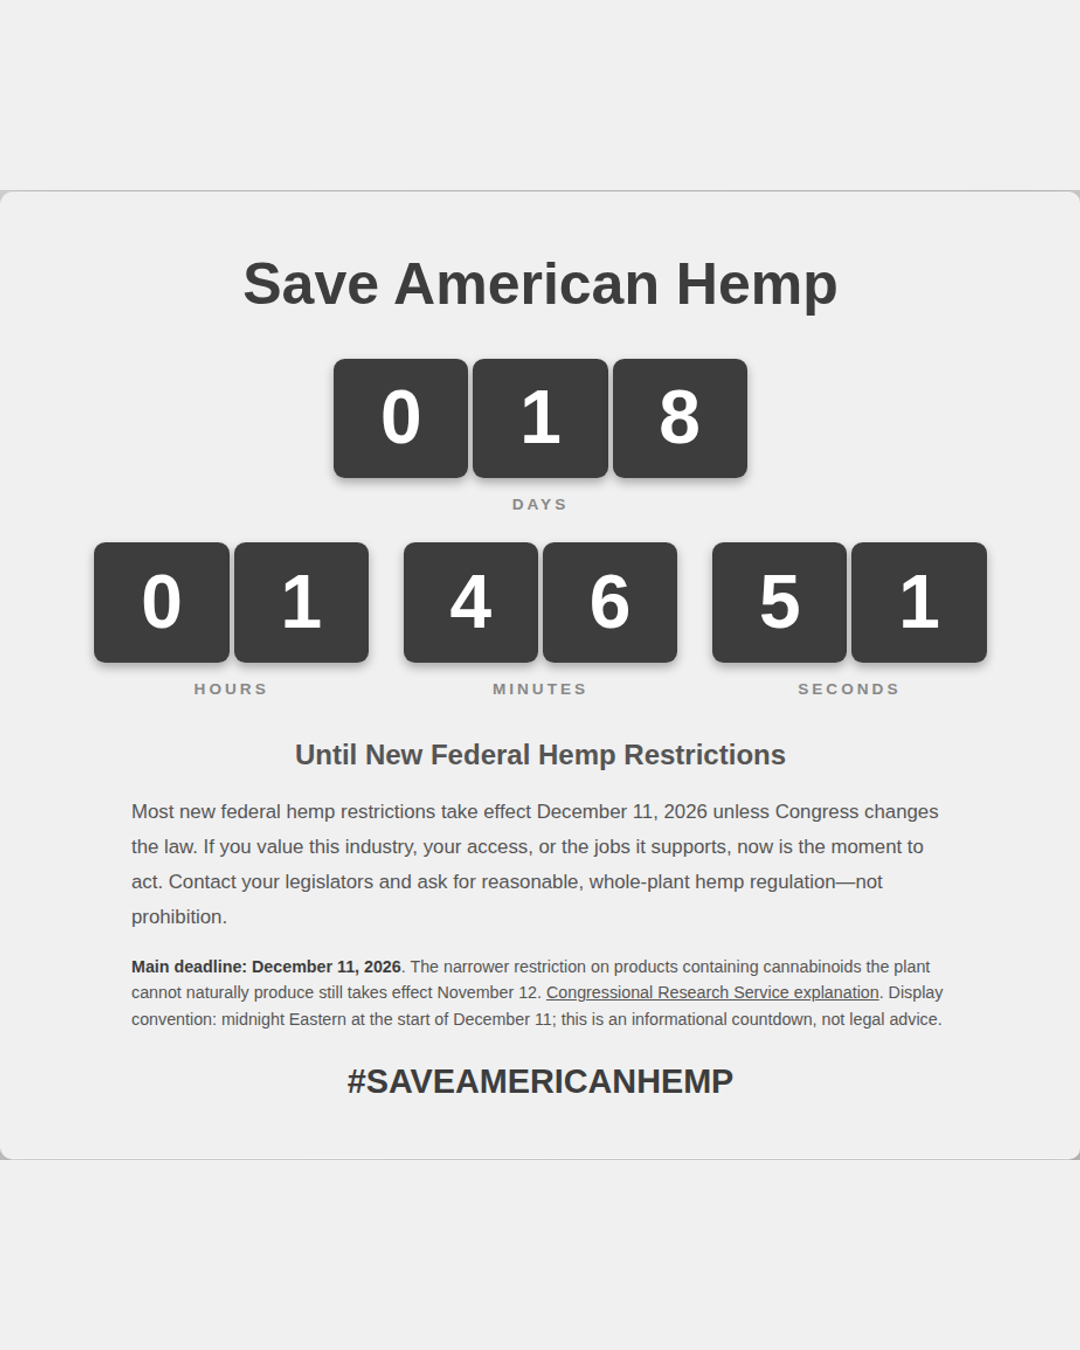 Save American Hemp
0 1 8
DAYS
0 1 4 6 5 1
HOURS MINUTES SECONDS
Until New Federal Hemp Restrictions
Most new federal hemp restrictions take effect December 11, 2026 unless Congress changes
the law. If you value this industry, your access, or the jobs it supports, now is the moment to
act. Contact your legislators and ask for reasonable, whole-plant hemp regulation—not
prohibition.
Main deadline: December 11, 2026. The narrower restriction on products containing cannabinoids the plant
cannot naturally produce still takes effect November 12. Congressional Research Service explanation. Display
convention: midnight Eastern at the start of December 11; this is an informational countdown, not legal advice.
#SAVEAMERICANHEMP